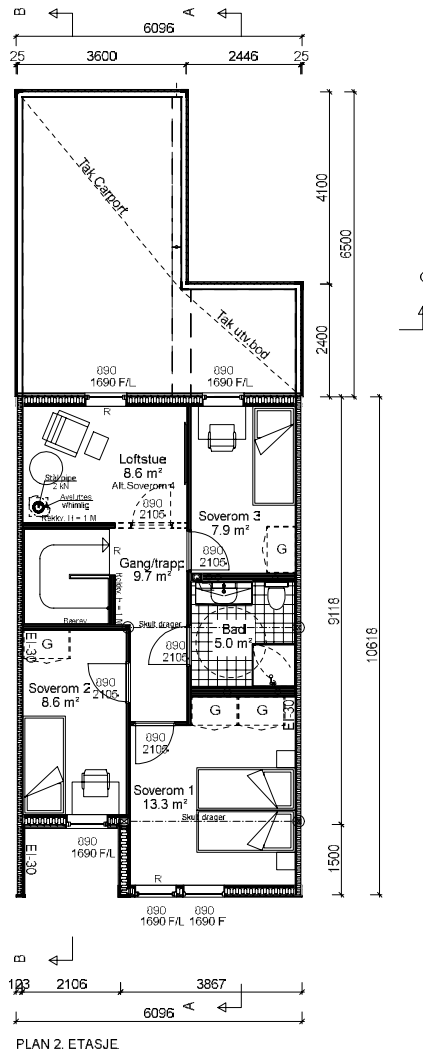 B
A
6096
25
3600
2446
25
Tak Carport
4100
6500
Tak utv.bod
2400
4
890
1690 F/L
890
1690 F/L
R
Loftstue
8.6 m²
Alt.Soverom 4
Stålpipe
2 kN
Avsluttes
Rekkv. H = 1 M
890
2105
Soverom 3
7.9 m²
G
R
Gang/trapp
9.7 m²
890
2105
9118
10618
Bærev.
Skult drager
Bad
5.0 m²
EI-30
G
890
2105
Soverom 2
8.6 m²
890
2105
G
G
EI-30
890
2105
Soverom 1
13.3 m²
Skult drager
890
1690 F/L
EI-30
1500
R
890
1690 F/L
890
1690 F
B
A
123
2106
3867
6096
PLAN 2. ETASJE